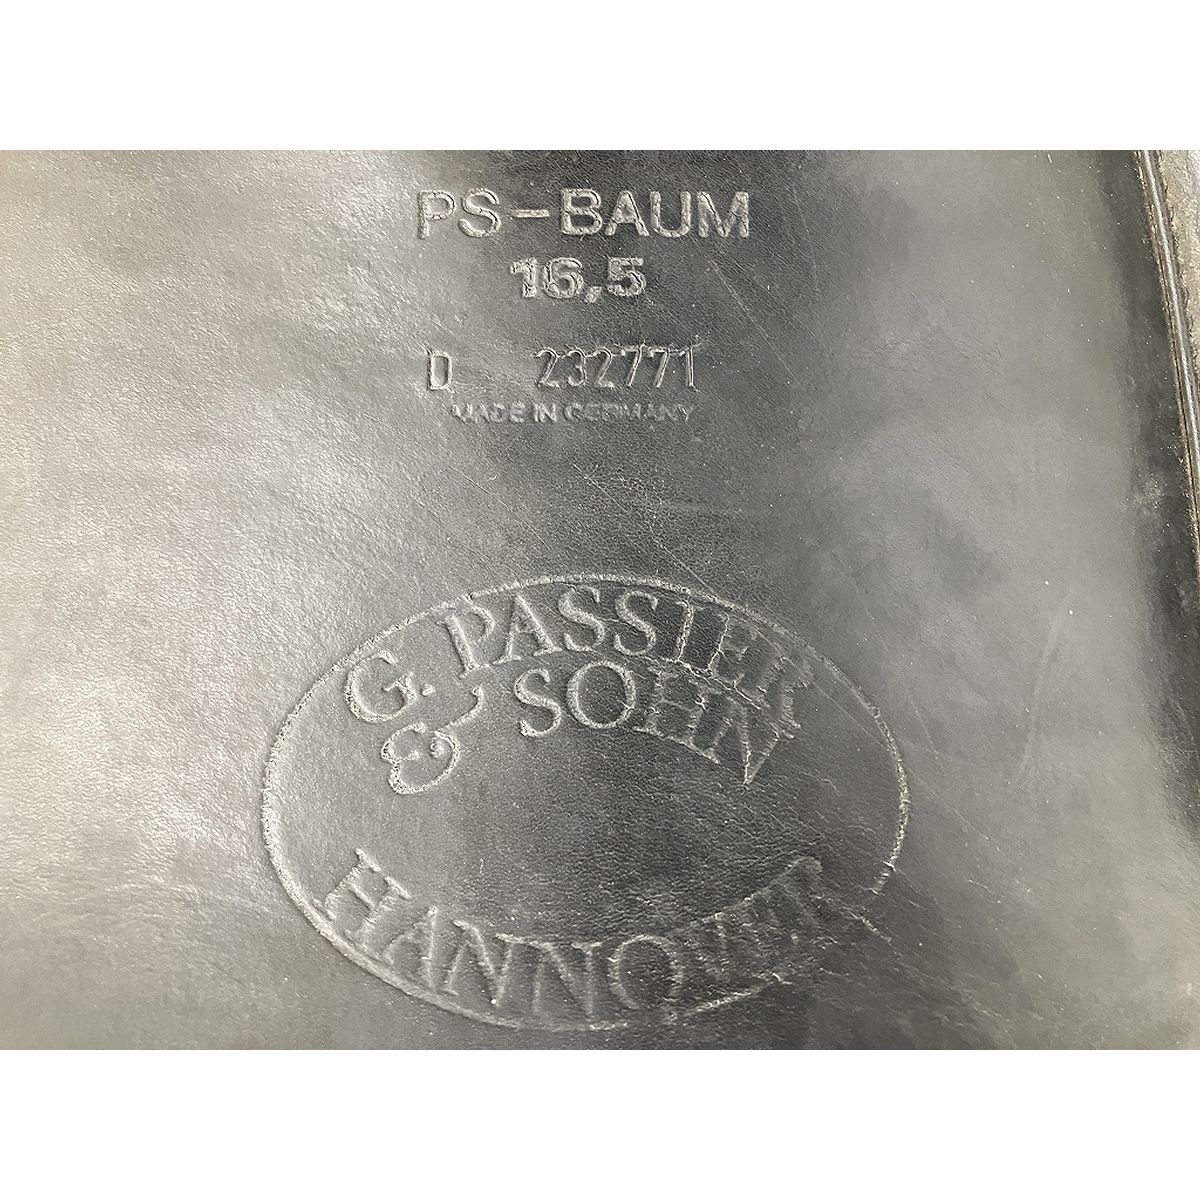 PS-BAUM
16,5
D 232771
MADE IN GERMANY
G. PASSIER
& SOHN
HANNOVER